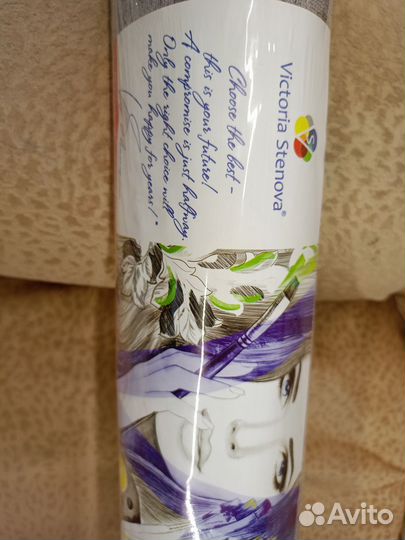 Victoria Stenova®
Choose the best -
this is your future!
A compromise is just halfway.
Only the right choice will
make you happy for years!"
Avito